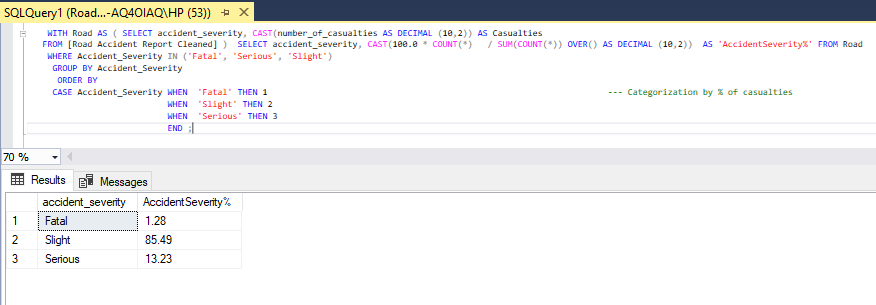 SQLQuery1 (Road...-AQ4OIAQ\HP (53))
WITH Road AS ( SELECT accident_severity, CAST(number_of_casualties AS DECIMAL (10,2)) AS Casualties
FROM [Road Accident Report Cleaned] )  SELECT accident_severity, CAST(100.0 * COUNT(*)   / SUM(COUNT(*)) OVER() AS DECIMAL (10,2))  AS 'AccidentSeverity%' FROM Road
WHERE Accident_Severity IN ('Fatal', 'Serious', 'Slight')
GROUP BY Accident_Severity
ORDER BY
CASE Accident_Severity WHEN  'Fatal' THEN 1 --- Categorization by % of casualties
WHEN  'Slight' THEN 2
WHEN  'Serious' THEN 3
END ;
70 %
Results Messages
accident_severity AccidentSeverity%
1 Fatal 1.28
2 Slight 85.49
3 Serious 13.23